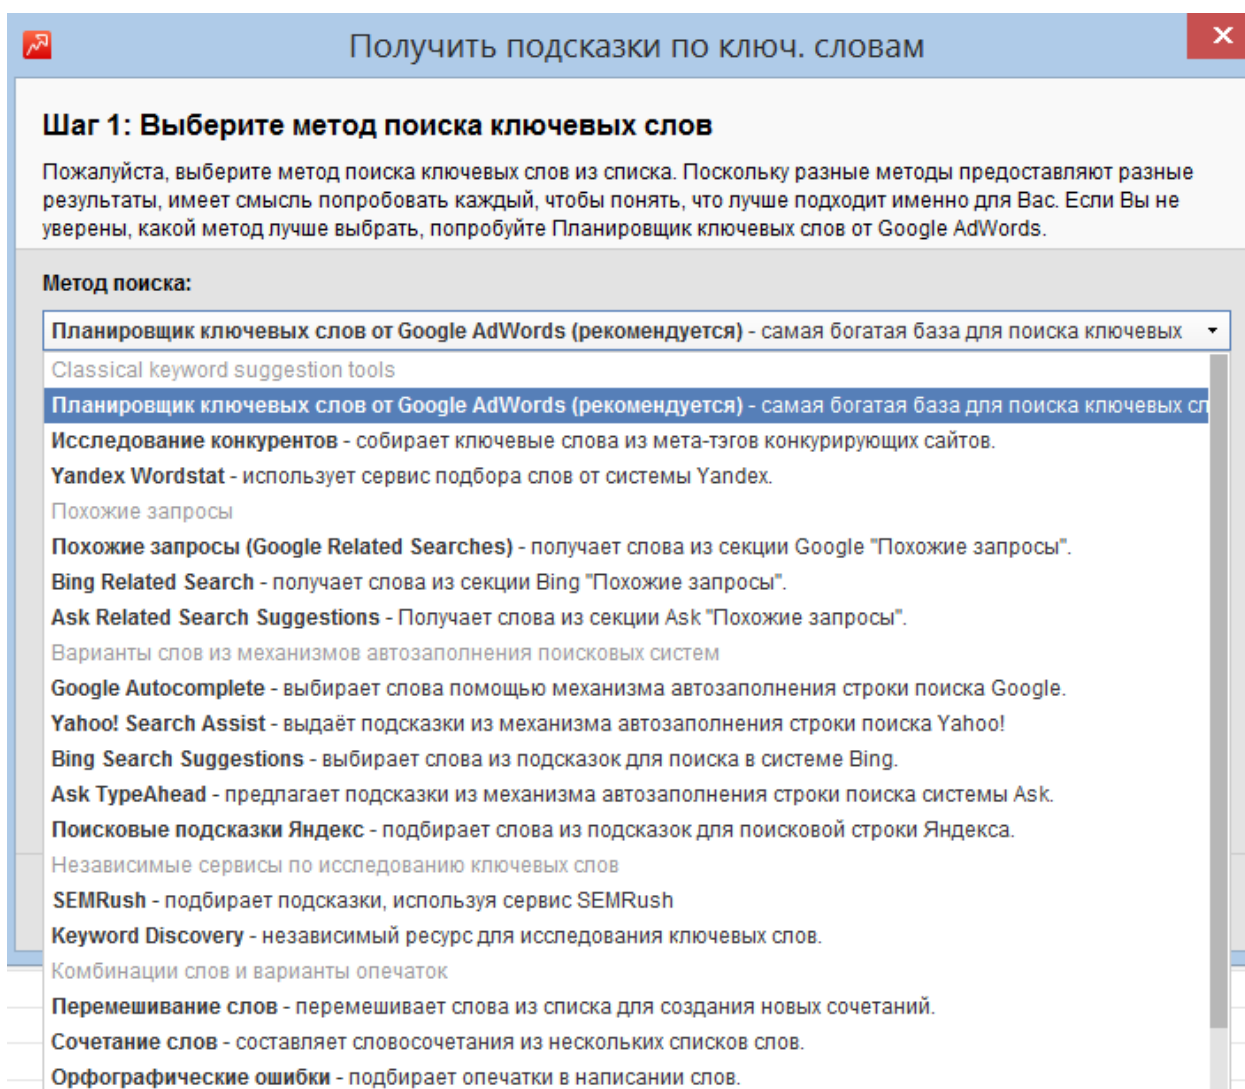 Получить подсказки по ключ. словам
Шаг 1: Выберите метод поиска ключевых слов
Пожалуйста, выберите метод поиска ключевых слов из списка. Поскольку разные методы предоставляют разные
результаты, имеет смысль попробовать каждый, чтобы понять, что лучше подходит именно для Вас. Если Вы не
уверены, какой метод лучше выбрать, попробуйте Планировщик ключевых слов от Google AdWords.
Метод поиска:
Планировщик ключевых слов от Google AdWords (рекомендуется) - самая богатая база для поиска ключевых
Classical keyword suggestion tools
Планировщик ключевых слов от Google AdWords (рекомендуется) - самая богатая база для поиска ключевых сл
Исследование конкурентов - собирает ключевые слова из мета-тэгов конкурирующих сайтов.
Yandex Wordstat - использует сервис подбора слов от системы Yandex.
Похожие запросы
Похожие запросы (Google Related Searches) - получает слова из секции Google "Похожие запросы".
Bing Related Search - получает слова из секции Bing "Похожие запросы".
Ask Related Search Suggestions - Получает слова из секции Ask "Похожие запросы".
Варианты слов из механизмов автозаполнения поисковых систем
Google Autocomplete - выбирает слова помощью механизма автозаполнения строки поиска Google.
Yahoo! Search Assist - выдаёт подсказки из механизма автозаполнения строки поиска Yahoo!
Bing Search Suggestions - выбирает слова из подсказок для поиска в системе Bing.
Ask TypeAhead - предлагает подсказки из механизма автозаполнения строки поиска системы Ask.
Поисковые подсказки Яндекс - подбирает слова из подсказок для поисковой строки Яндекса.
Независимые сервисы по исследованию ключевых слов
SEMRush - подбирает подсказки, используя сервис SEMRush
Keyword Discovery - независимый ресурс для исследования ключевых слов.
Комбинации слов и варианты опечаток
Перемешивание слов - перемешивает слова из списка для создания новых сочетаний.
Сочетание слов - составляет словосочетания из нескольких списков слов.
Орфографические ошибки - подбирает опечатки в написании слов.